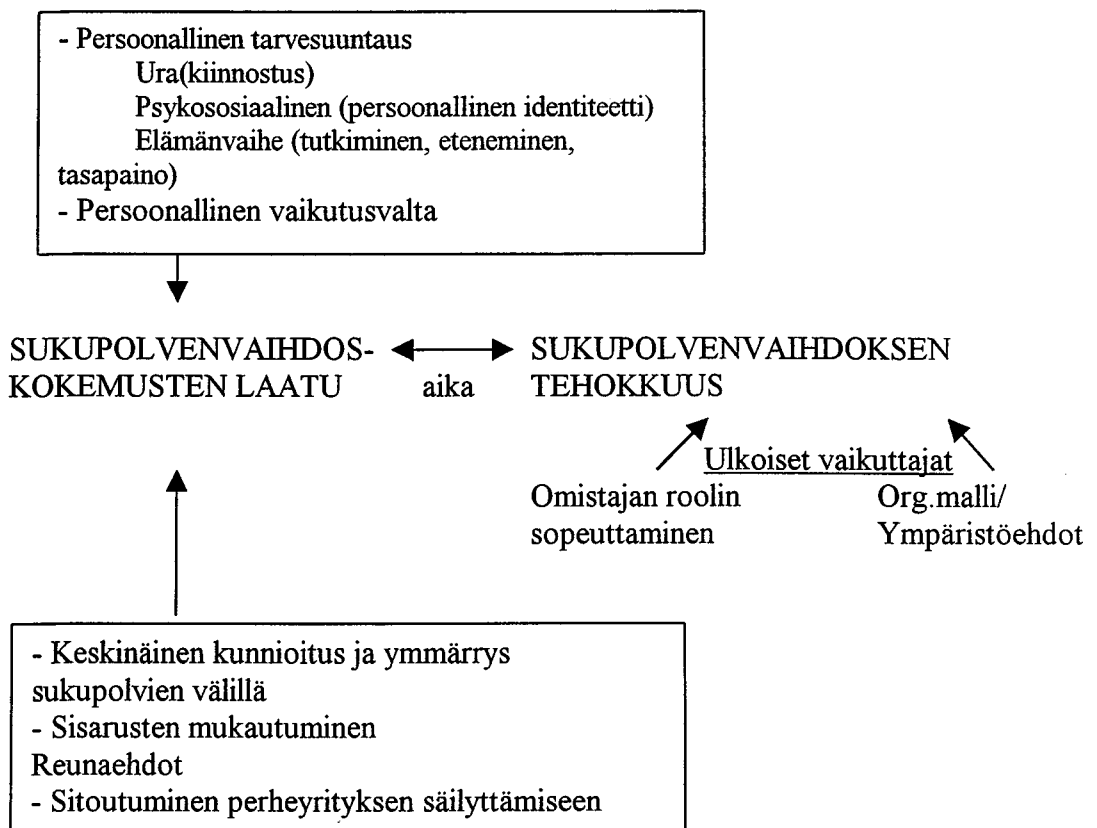 - Persoonallinen tarvesuuntaus
Ura(kiinnostus)
Psykososiaalinen (persoonallinen identiteetti)
Elämänvaihe (tutkiminen, eteneminen,
tasapaino)
- Persoonallinen vaikutusvalta
SUKUPOLVENVAIHDOS- SUKUPOLVENVAIHDOKSEN
KOKEMUSTEN LAATU aika TEHOKKUUS
Ulkoiset vaikuttajat
Omistajan roolin Org.malli/
sopeuttaminen Ympäristöehdot
- Keskinäinen kunnioitus ja ymmärrys
sukupolvien välillä
- Sisarusten mukautuminen
Reunaehdot
- Sitoutuminen perheyrityksen säilyttämiseen